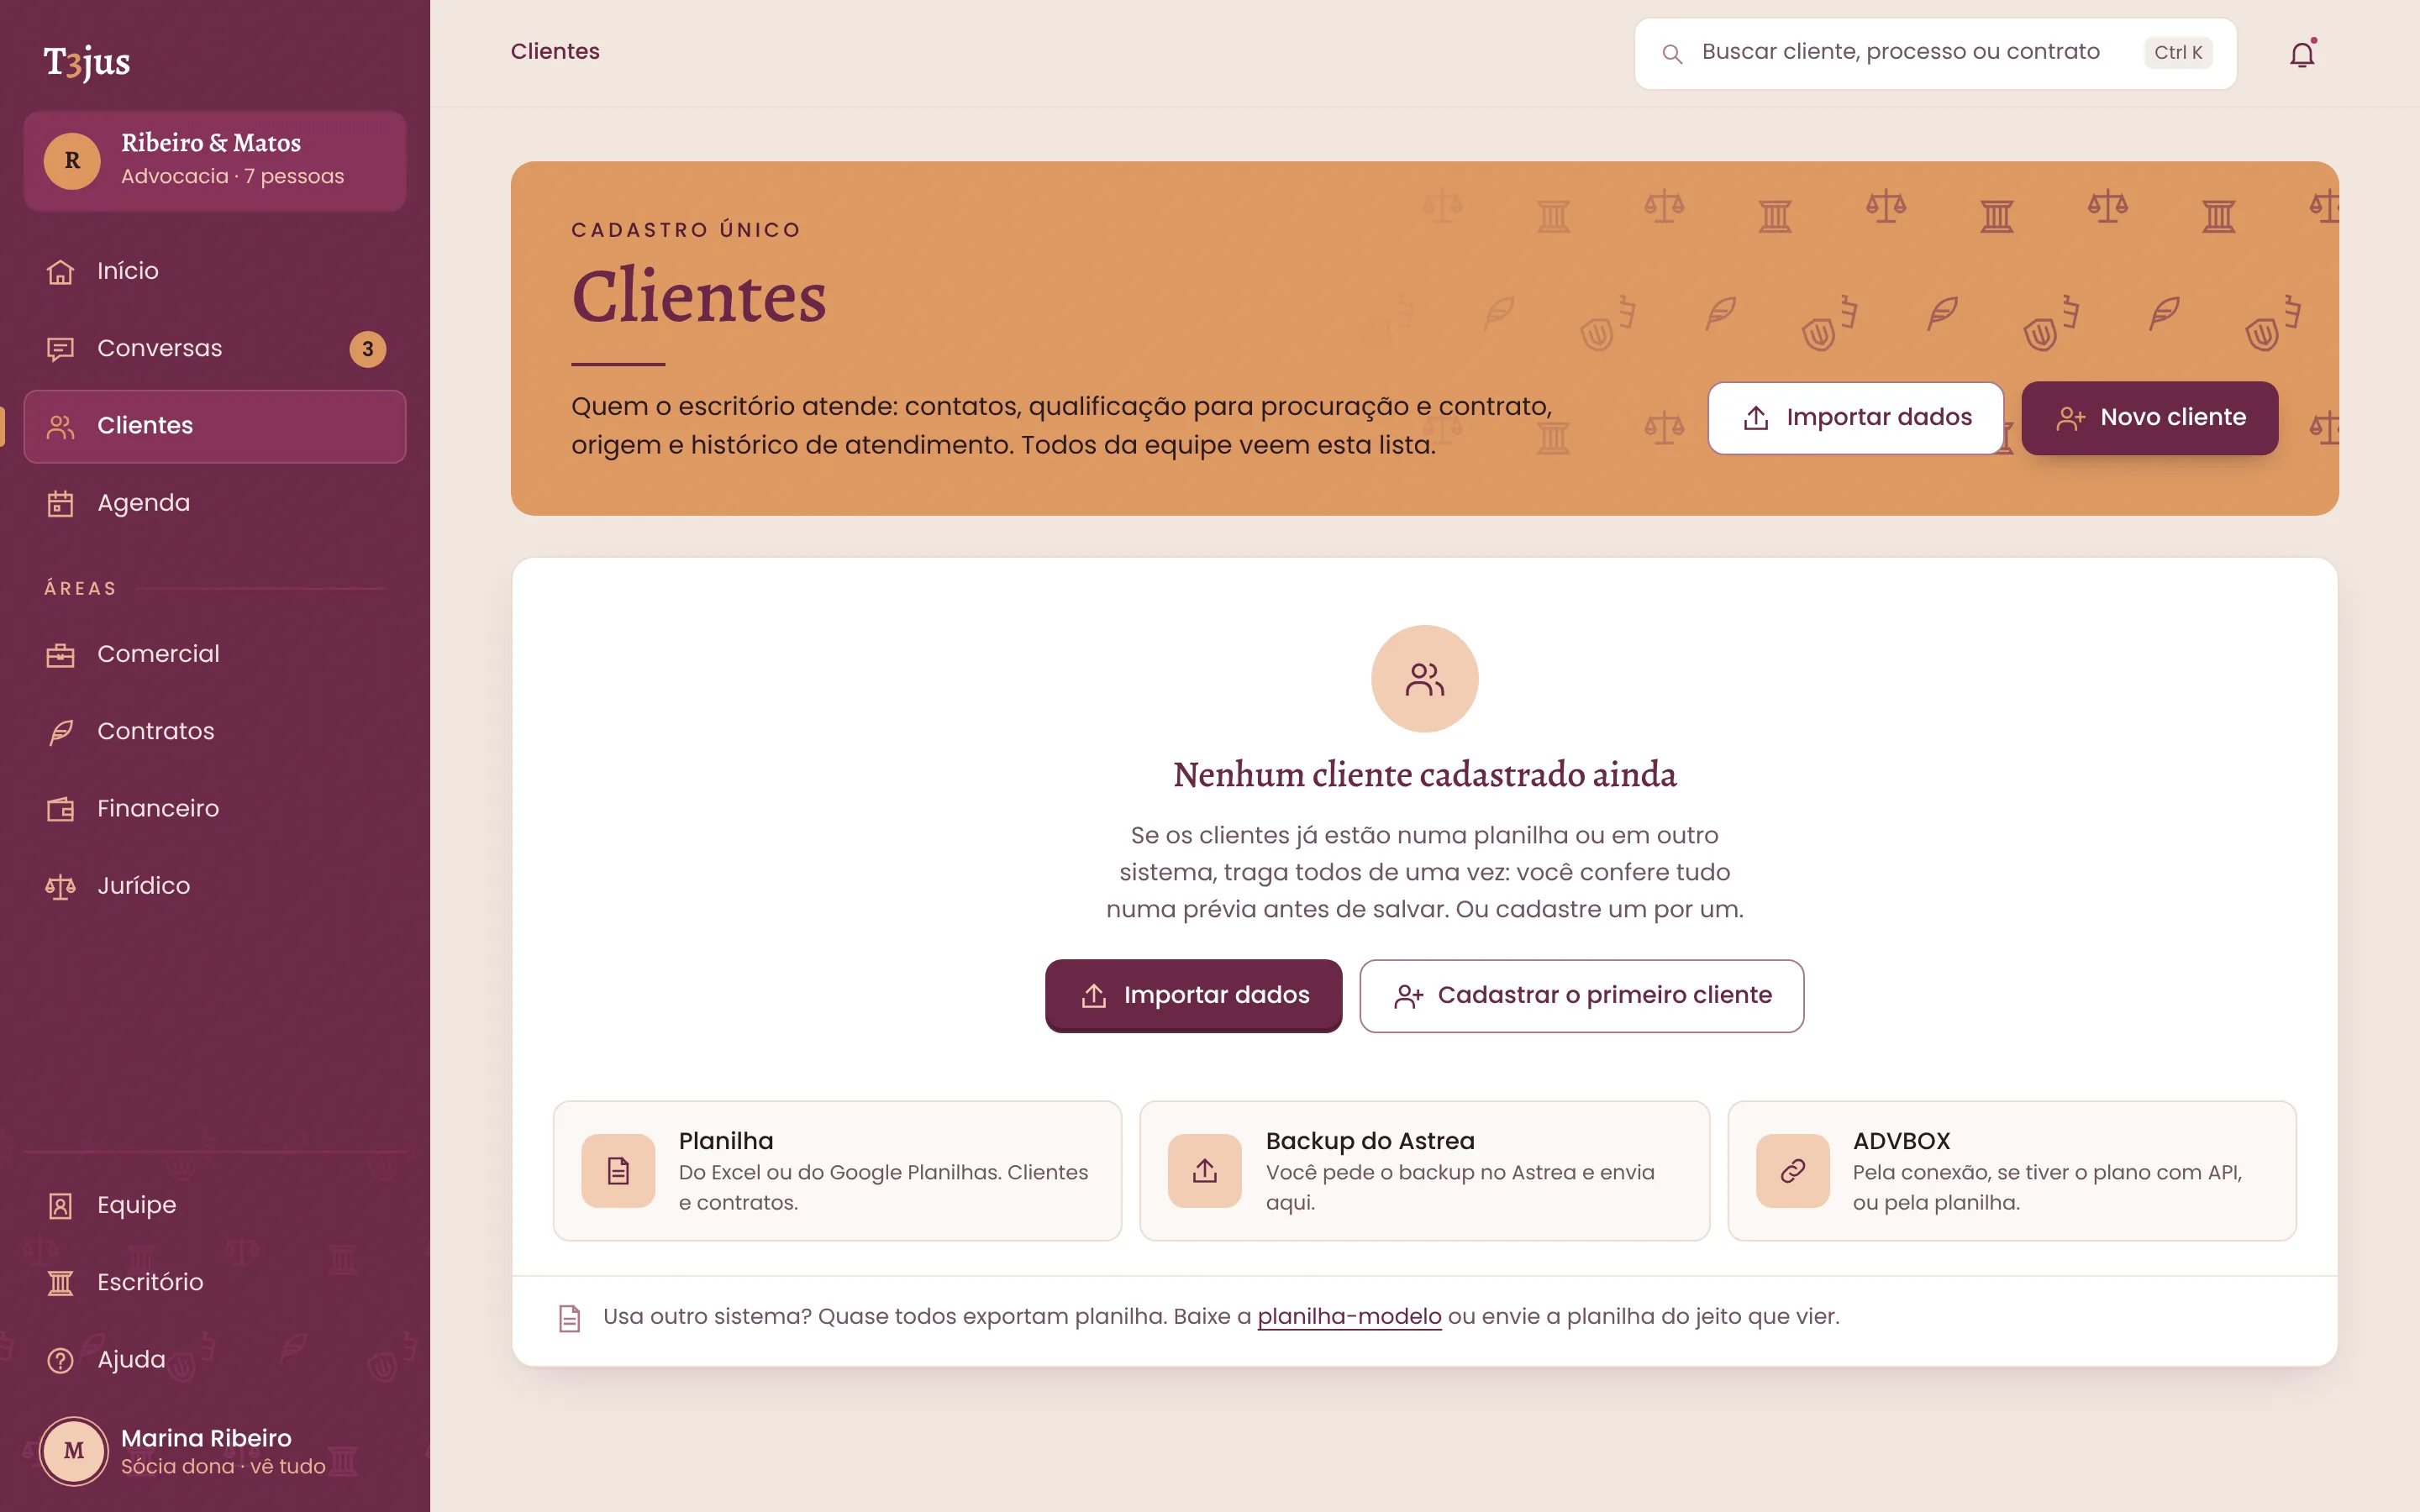 T3jus
R
Ribeiro & Matos
Advocacia · 7 pessoas
Início
Conversas
3
Clientes
Agenda
ÁREAS
Comercial
Contratos
Financeiro
Jurídico
Equipe
Escritório
Ajuda
M
Marina Ribeiro
Sócia dona · vê tudo
Clientes
Buscar cliente, processo ou contrato
Ctrl K
CADASTRO ÚNICO
Clientes
Quem o escritório atende: contatos, qualificação para procuração e contrato,
origem e histórico de atendimento. Todos da equipe veem esta lista.
Importar dados
Novo cliente
Nenhum cliente cadastrado ainda
Se os clientes já estão numa planilha ou em outro
sistema, traga todos de uma vez: você confere tudo
numa prévia antes de salvar. Ou cadastre um por um.
Importar dados
Cadastrar o primeiro cliente
Planilha
Do Excel ou do Google Planilhas. Clientes
e contratos.
Backup do Astrea
Você pede o backup no Astrea e envia
aqui.
ADVBOX
Pela conexão, se tiver o plano com API,
ou pela planilha.
Usa outro sistema? Quase todos exportam planilha. Baixe a planilha-modelo ou envie a planilha do jeito que vier.